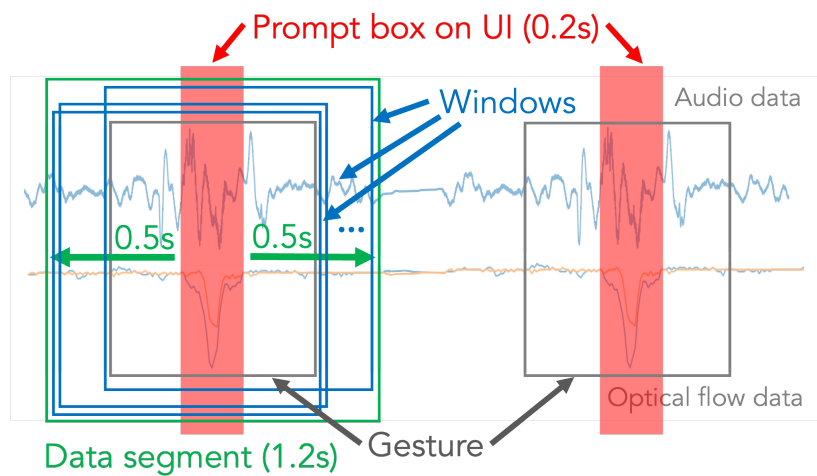 Prompt box on UI (0.2s)
Windows
Audio data
...
0.5s
0.5s
Optical flow data
Gesture
Data segment (1.2s)